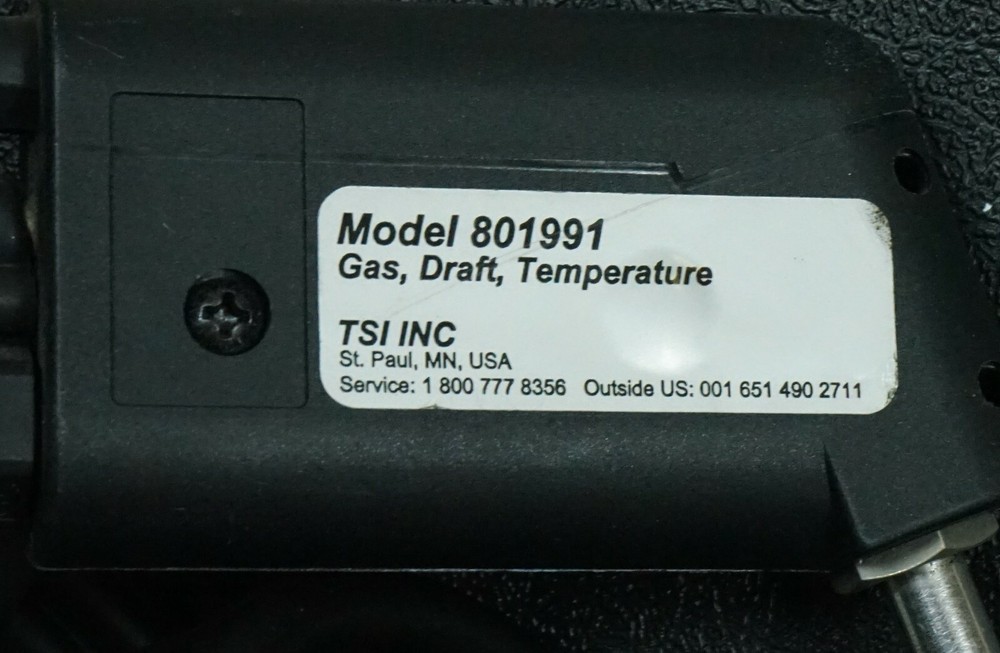 Model 801991
Gas, Draft, Temperature
TSI INC
St. Paul, MN, USA
Service: 1 800 777 8356 Outside US: 001 651 490 2711